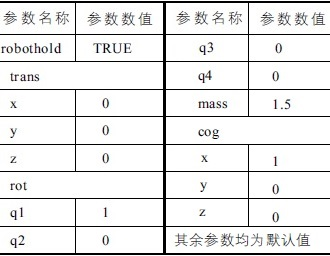 参数名称 参数数值 参数名称 参数数值
robothold TRUE q3 0
trans q4 0
x 0 mass 1.5
y 0 cog
z 0 x 1
rot y 0
q1 1 z 0
q2 0 其余参数均为默认值